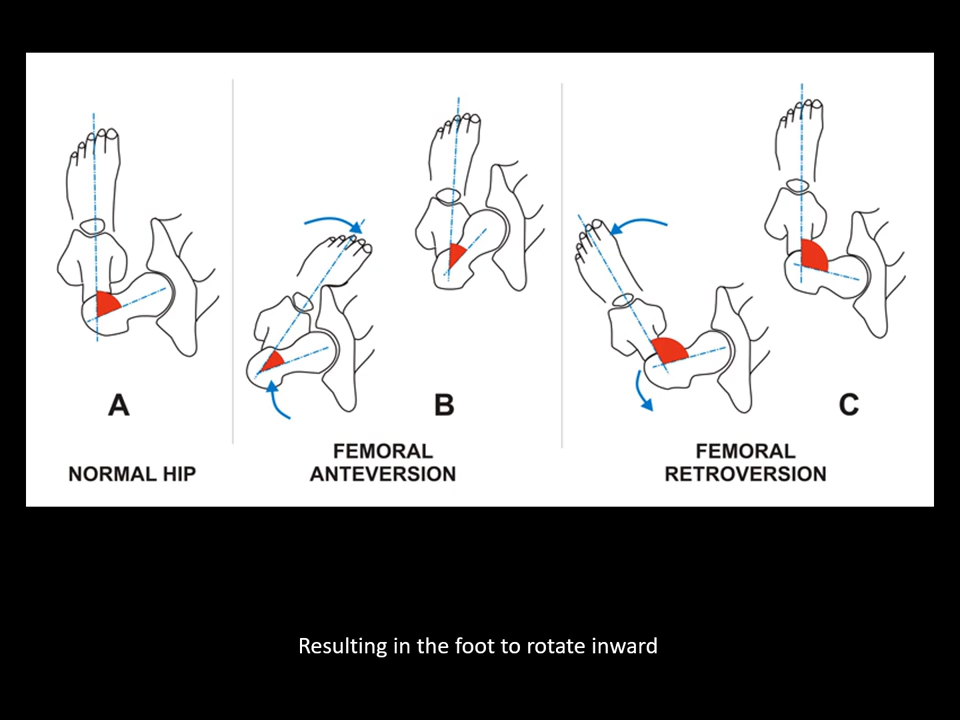 A
B
C
NORMAL HIP
FEMORAL
ANTEVERSION
FEMORAL
RETROVERSION
Resulting in the foot to rotate inward